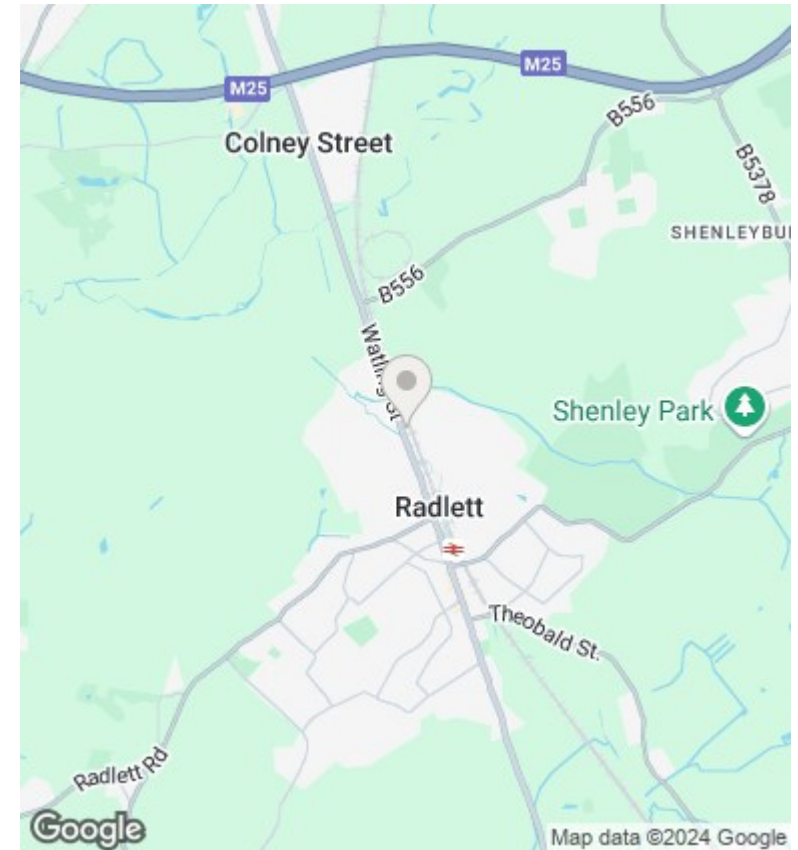 M25
M25
Colney Street
B556
B5378
SHENLEYBU
B556
Watling St
Shenley Park
Radlett
Theobald St.
Radlett Rd
Google
Map data ©2024 Google